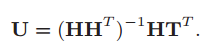 U = (HH^T)^{-1}HT^T.